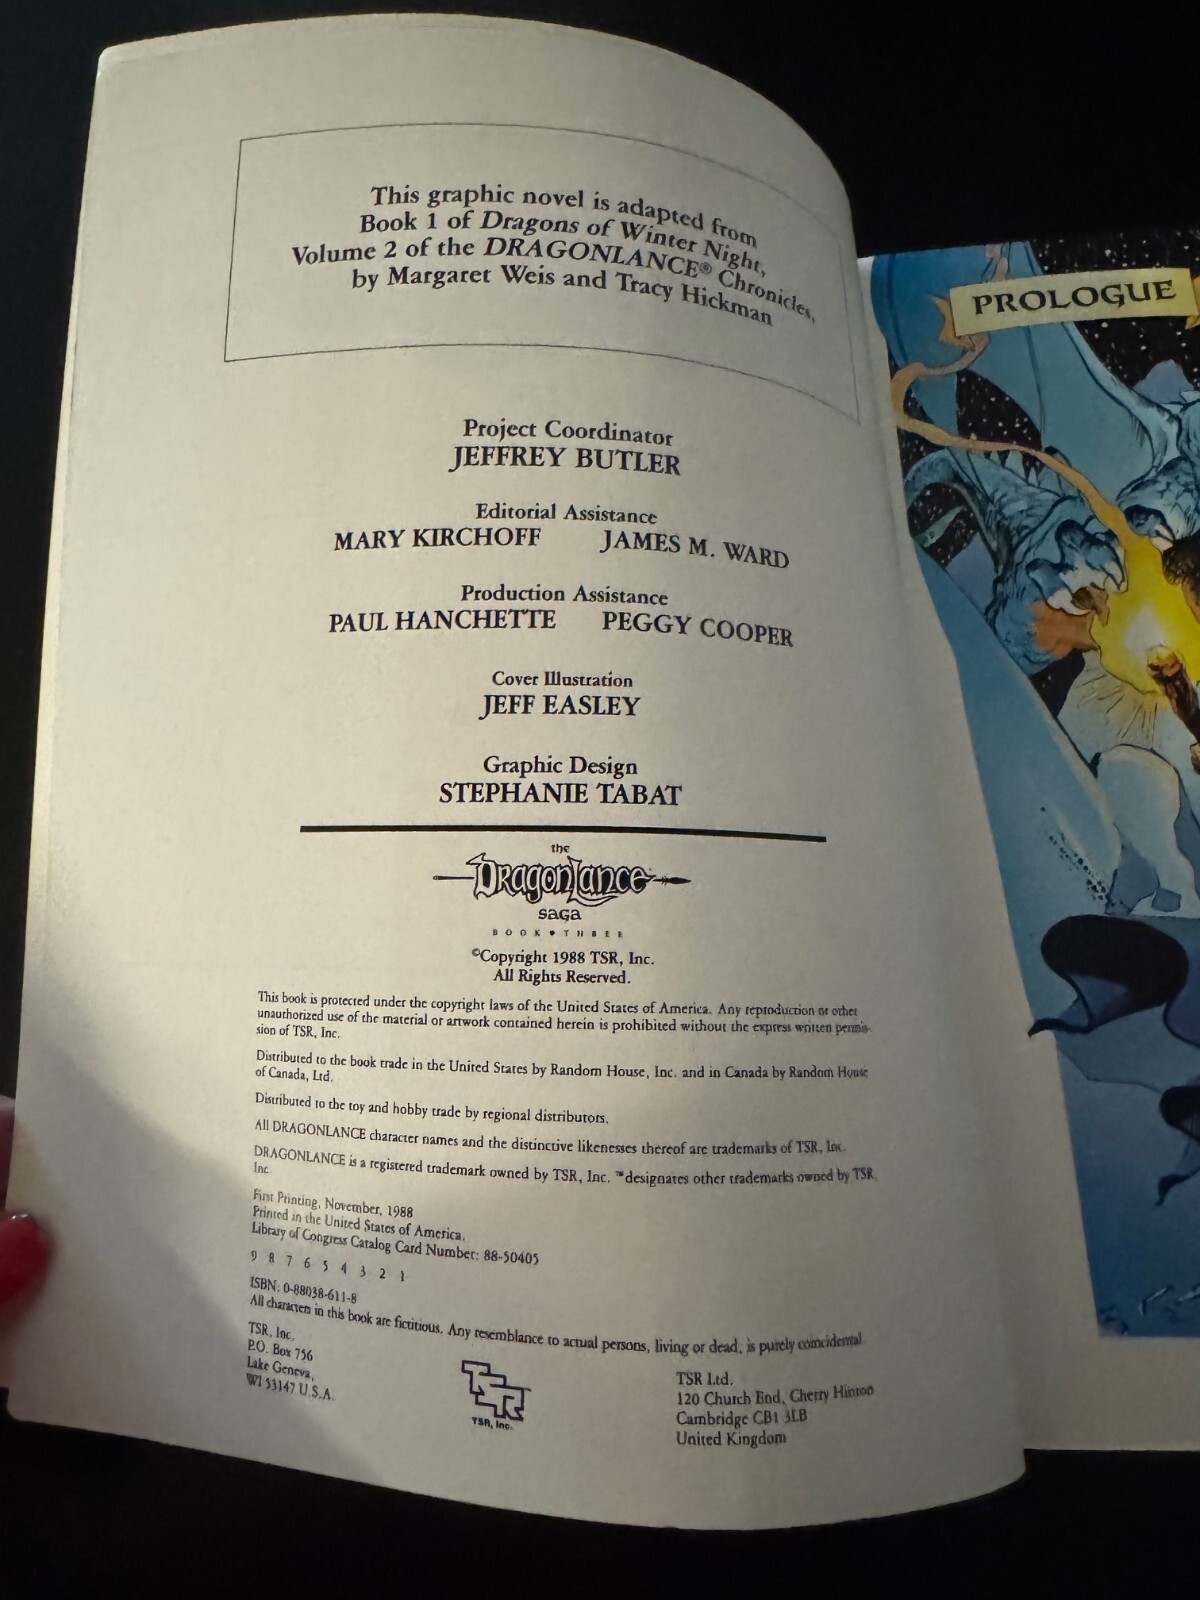 This graphic novel is adapted from
Book 1 of Dragons of Winter Night,
Volume 2 of the DRAGONLANCE® Chronicles,
by Margaret Weis and Tracy Hickman
Project Coordinator
JEFFREY BUTLER
Editorial Assistance
MARY KIRCHOFF JAMES M. WARD
Production Assistance
PAUL HANCHETTE PEGGY COOPER
Cover Illustration
JEFF EASLEY
Graphic Design
STEPHANIE TABAT
the
DragonLance
saga
BOOK • THREE
©Copyright 1988 TSR, Inc.
All Rights Reserved.
This book is protected under the copyright laws of the United States of America. Any reproduction or other
unauthorized use of the material or artwork contained herein is prohibited without the express written permis-
sion of TSR, Inc.
Distributed to the book trade in the United States by Random House, Inc. and in Canada by Random House
of Canada, Ltd.
Distributed to the toy and hobby trade by regional distributors.
All DRAGONLANCE character names and the distinctive likenesses thereof are trademarks of TSR, Inc.
DRAGONLANCE is a registered trademark owned by TSR, Inc. ™designates other trademarks owned by TSR,
Inc.
First Printing, November, 1988
Printed in the United States of America.
Library of Congress Catalog Card Number: 88-50405
9 8 7 6 5 4 3 2 1
ISBN: 0-88038-611-8
All characters in this book are fictitious. Any resemblance to actual persons, living or dead, is purely coincidental.
TSR, Inc.
P.O. Box 756
Lake Geneva,
WI 53147 U.S.A.
TSR
TSR, Inc.
TSR Ltd.
120 Church End, Cherry Hinton
Cambridge CB1 3LB
United Kingdom
PROLOGUE